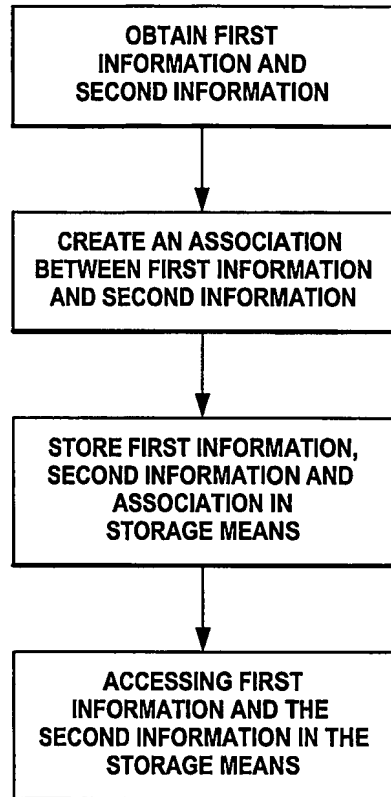 OBTAIN FIRST
INFORMATION AND
SECOND INFORMATION
CREATE AN ASSOCIATION
BETWEEN FIRST INFORMATION
AND SECOND INFORMATION
STORE FIRST INFORMATION,
SECOND INFORMATION AND
ASSOCIATION IN
STORAGE MEANS
ACCESSING FIRST
INFORMATION AND THE
SECOND INFORMATION IN THE
STORAGE MEANS